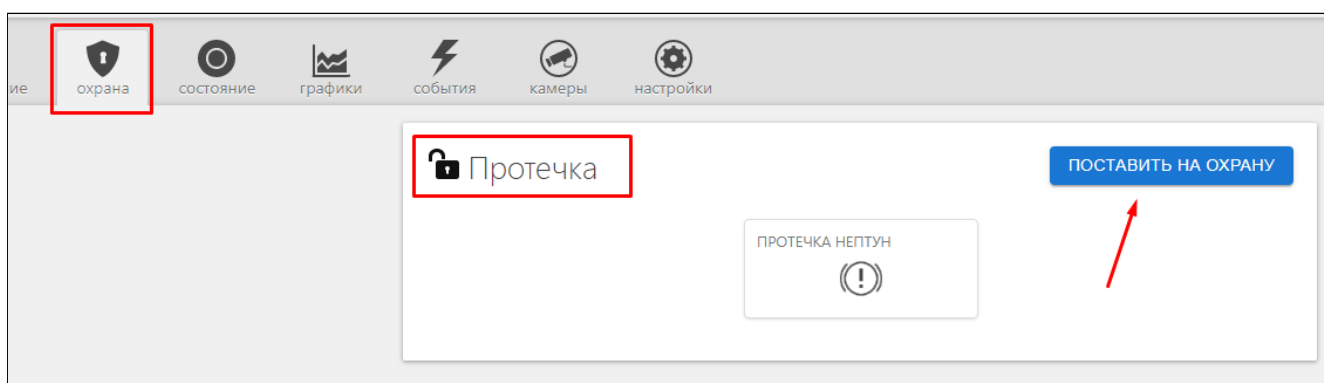 ие
охрана
состояние
графики
события
камеры
настройки
Протечка
ПОСТАВИТЬ НА ОХРАНУ
ПРОТЕЧКА НЕПТУН